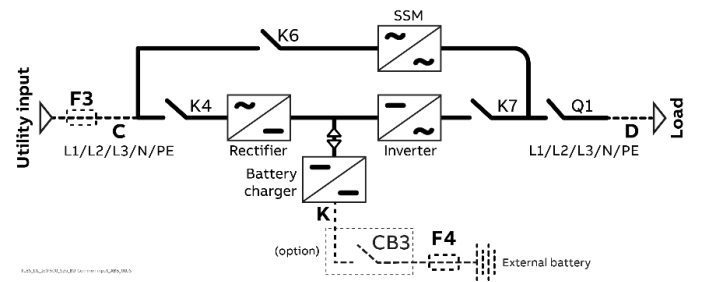 SSM
K6
Utility input
F3
K4
K7
Q1
Load
C
D
L1/L2/L3/N/PE
Rectifier
Inverter
L1/L2/L3/N/PE
Battery
charger
K
(option)
CB3
F4
External battery